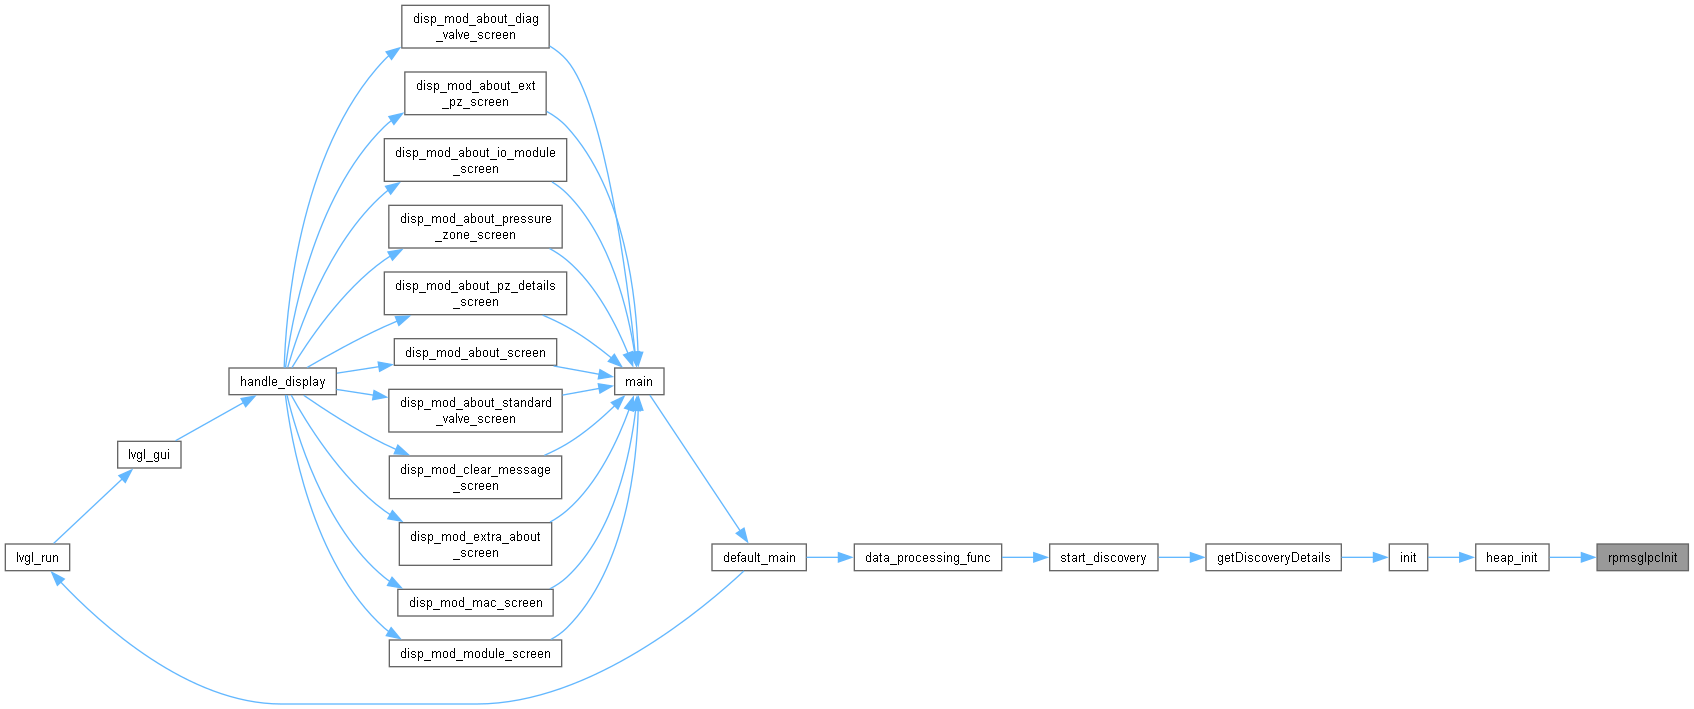 disp_mod_about_diag
_valve_screen
disp_mod_about_ext
_pz_screen
disp_mod_about_io_module
_screen
disp_mod_about_pressure
_zone_screen
disp_mod_about_pz_details
_screen
disp_mod_about_screen
handle_display
main
disp_mod_about_standard
_valve_screen
lvgl_gui
disp_mod_clear_message
_screen
disp_mod_extra_about
_screen
lvgl_run
default_main
data_processing_func
start_discovery
getDiscoveryDetails
init
heap_init
rpmsgIpcInit
disp_mod_mac_screen
disp_mod_module_screen